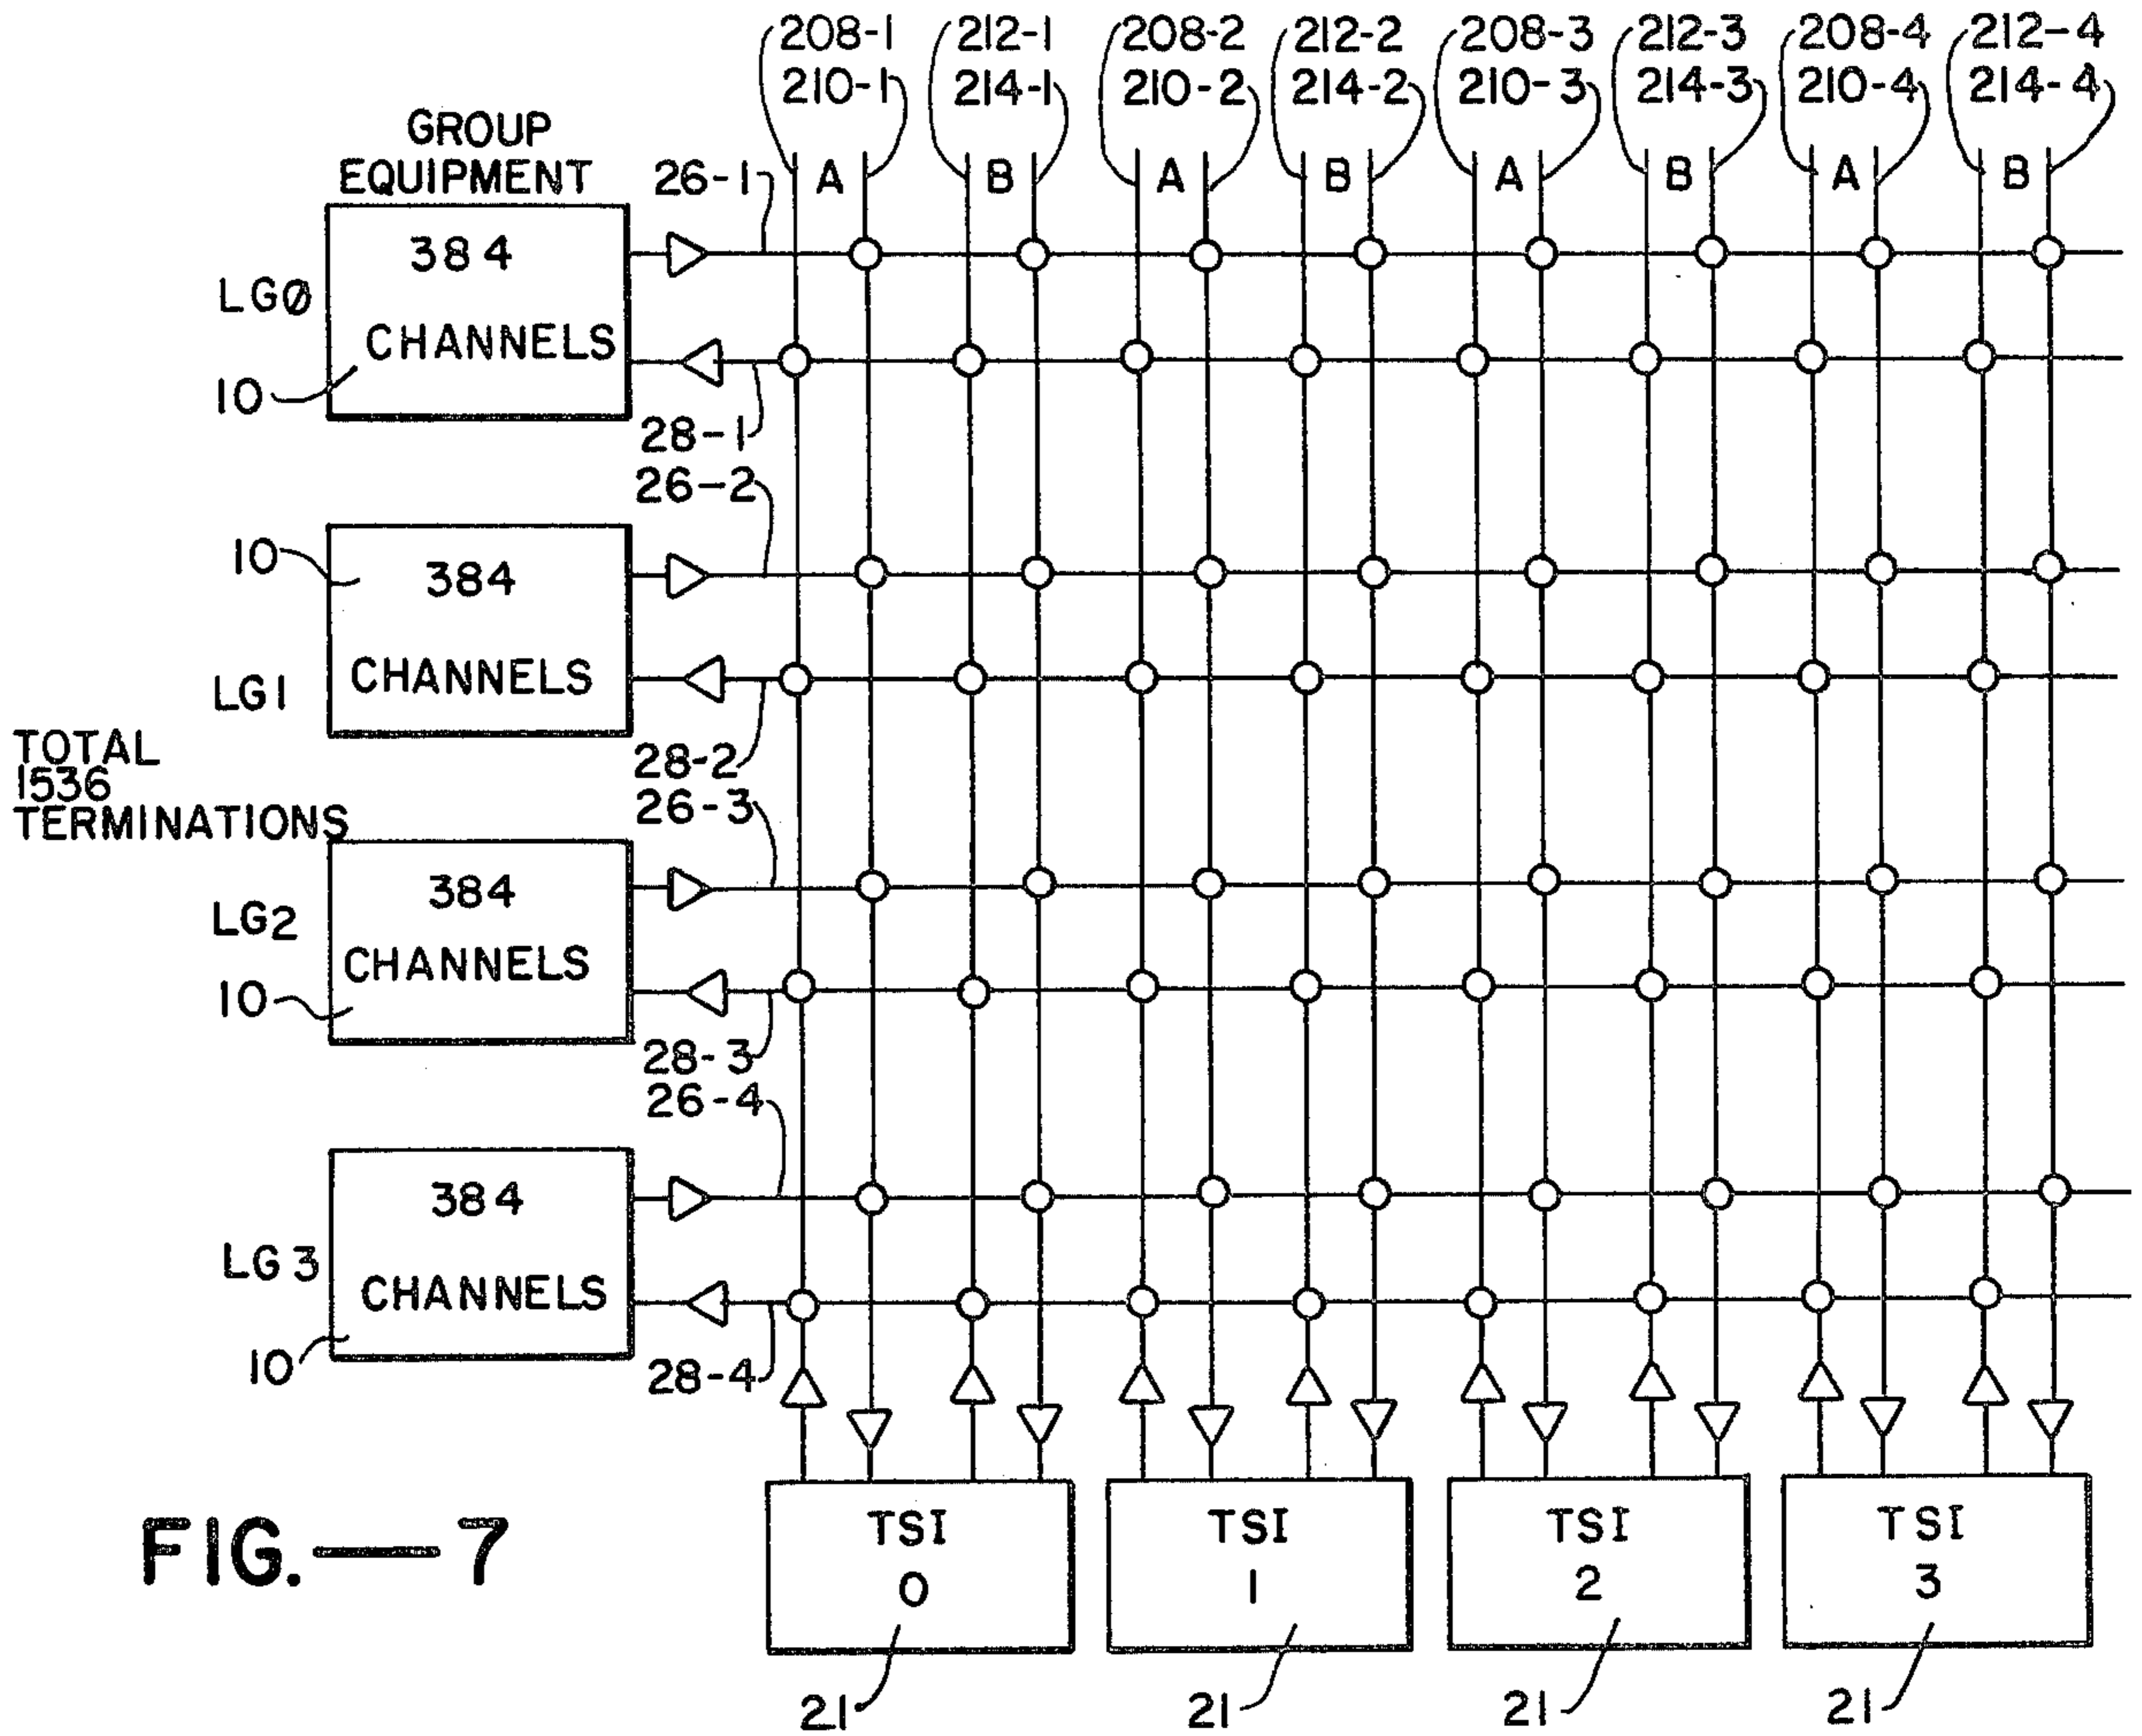 208-1 212-1 208-2 212-2 208-3 212-3 208-4 212-4
210-1 214-1 210-2 214-2 210-3 214-3 210-4 214-4
GROUP
EQUIPMENT
A B A B A B A B
26-1
384
CHANNELS
LGØ
10
28-1
26-2
10
384
CHANNELS
LG1
28-2
TOTAL
1536
TERMINATIONS
26-3
384
CHANNELS
LG2
10
28-3
26-4
384
CHANNELS
LG3
10
28-4
TSI TSI TSI TSI
0 1 2 3
FIG.—7
21 21 21 21